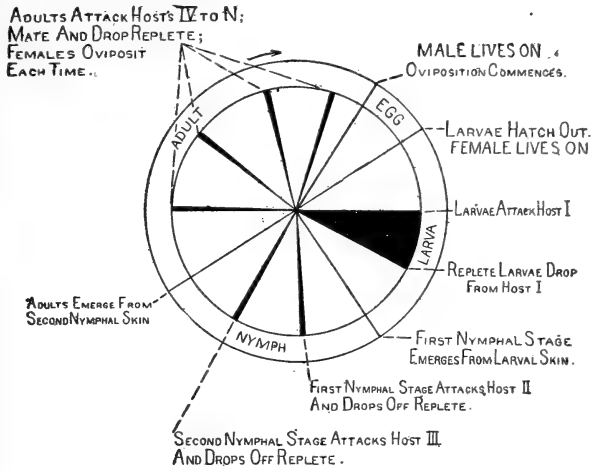 ADULTS ATTACK HOSTS IV TO N;
MATE AND DROP REPLETE;
FEMALES OVIPOSIT
EACH TIME.
MALE LIVES ON.
OVIPOSITION COMMENCES.
EGG
LARVAE HATCH OUT.
FEMALE LIVES ON
ADULT
LARVAE ATTACK HOST I
LARVA
REPLETE LARVAE DROP
FROM HOST I
ADULTS EMERGE FROM
SECOND NYMPHAL SKIN
NYMPH
FIRST NYMPHAL STAGE
EMERGES FROM LARVAL SKIN.
FIRST NYMPHAL STAGE ATTACKS HOST II
AND DROPS OFF REPLETE.
SECOND NYMPHAL STAGE ATTACKS HOST III
AND DROPS OFF REPLETE.